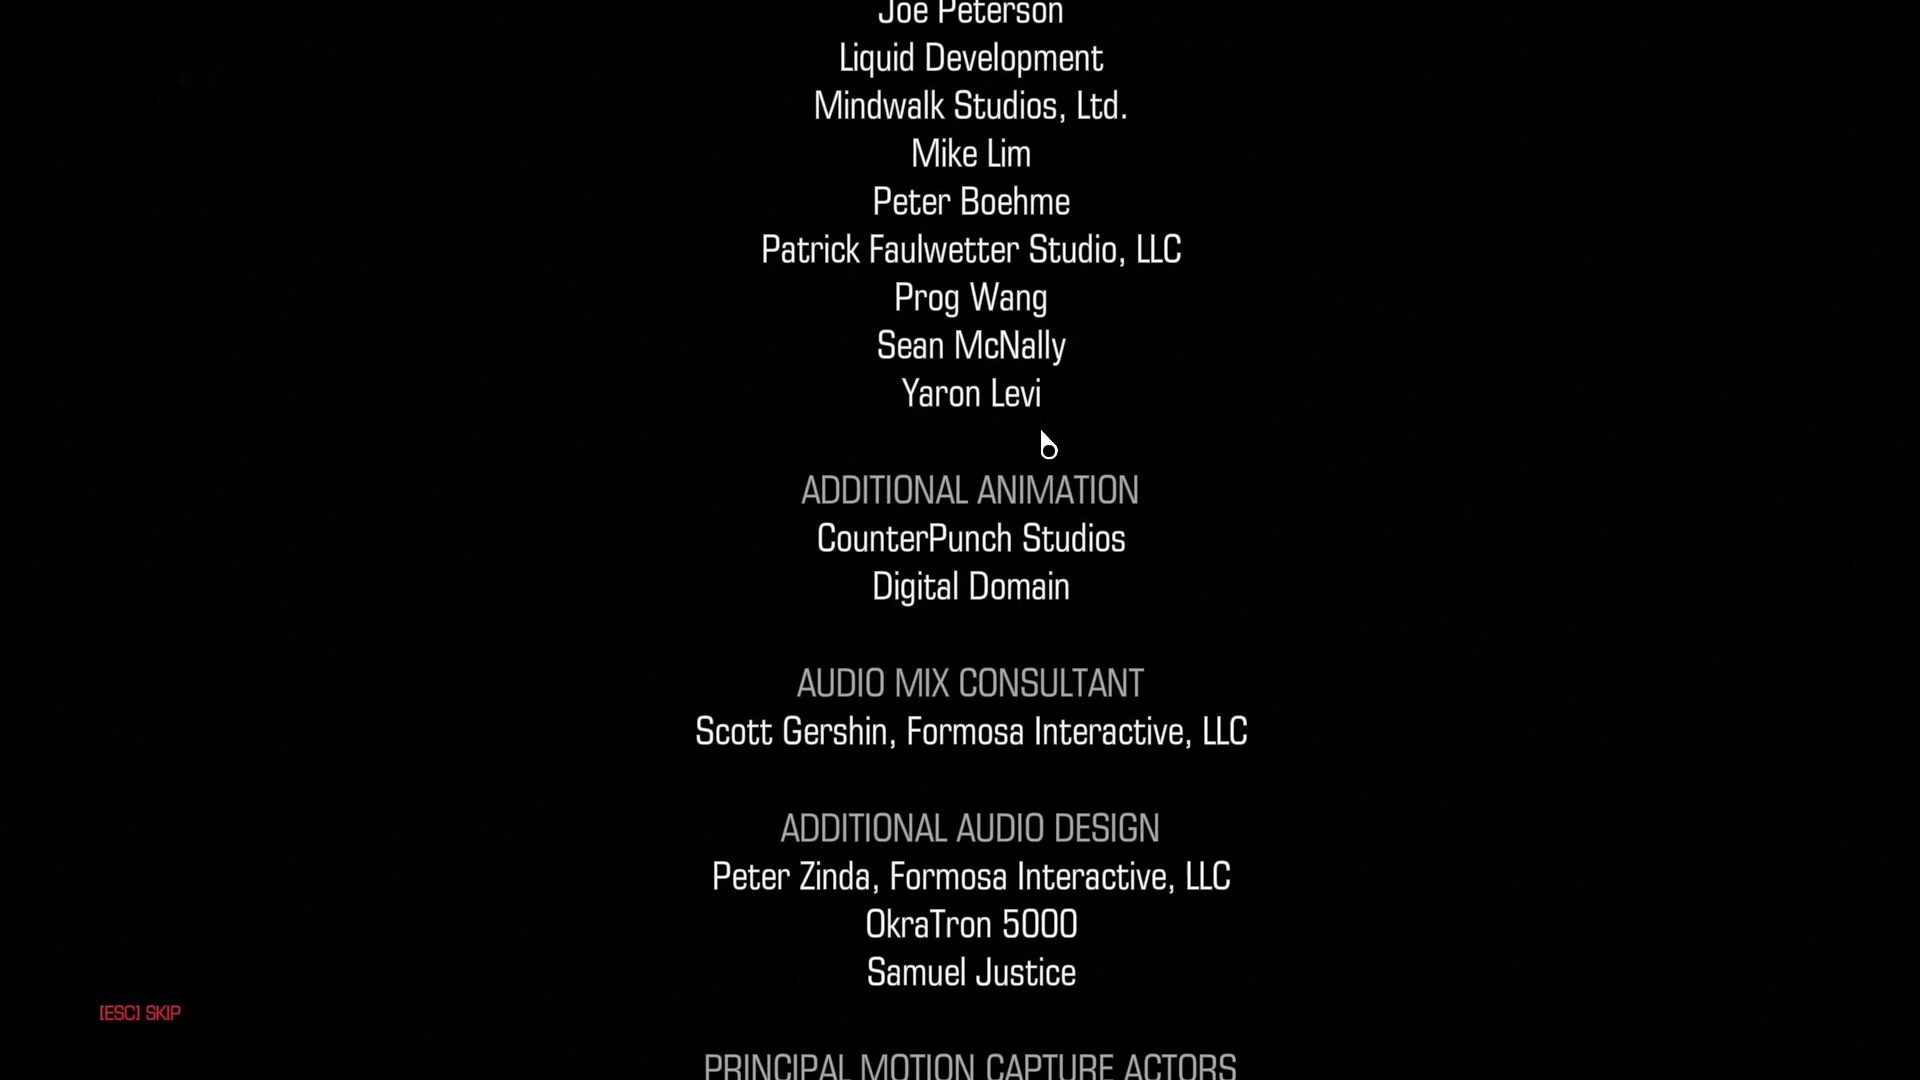 Joe Peterson
Liquid Development
Mindwalk Studios, Ltd.
Mike Lim
Peter Boehme
Patrick Faulwetter Studio, LLC
Prog Wang
Sean McNally
Yaron Levi
ADDITIONAL ANIMATION
CounterPunch Studios
Digital Domain
AUDIO MIX CONSULTANT
Scott Gershin, Formosa Interactive, LLC
ADDITIONAL AUDIO DESIGN
Peter Zinda, Formosa Interactive, LLC
OkraTron 5000
Samuel Justice
[ESC] SKIP
PRINCIPAL MOTION CAPTURE ACTORS